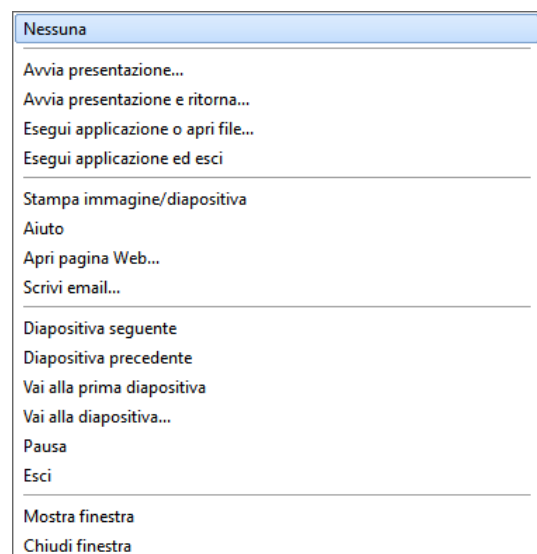 Nessuna
Avvia presentazione...
Avvia presentazione e ritorna...
Esegui applicazione o apri file...
Esegui applicazione ed esci
Stampa immagine/diapositiva
Aiuto
Apri pagina Web...
Scrivi email...
Diapositiva seguente
Diapositiva precedente
Vai alla prima diapositiva
Vai alla diapositiva...
Pausa
Esci
Mostra finestra
Chiudi finestra